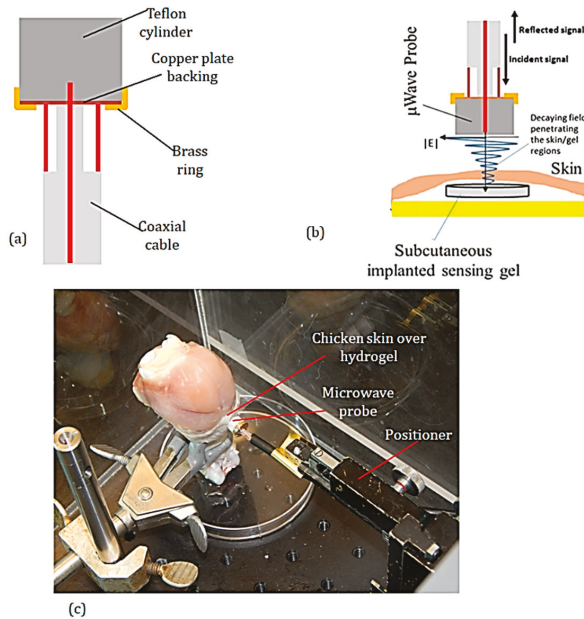 Teflon
cylinder
Copper plate
backing
Brass
ring
Coaxial
cable
(a)
Reflected signal
Incident signal
μWave Probe
|E|
Decaying field
penetrating
the skin/gel
regions
Skin
Subcutaneous
implanted sensing gel
(b)
Chicken skin over
hydrogel
Microwave
probe
Positioner
(c)